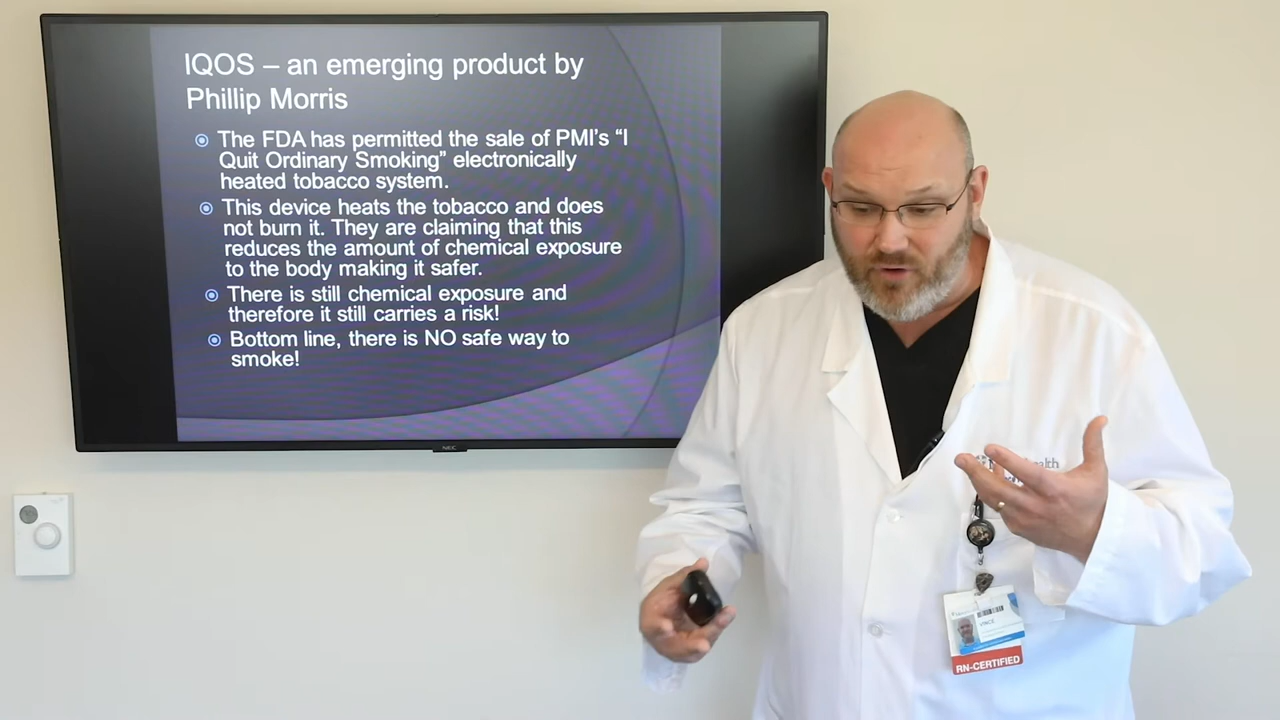 IQOS – an emerging product by
Phillip Morris
The FDA has permitted the sale of PMI's "I
Quit Ordinary Smoking" electronically
heated tobacco system.
This device heats the tobacco and does
not burn it. They are claiming that this
reduces the amount of chemical exposure
to the body making it safer.
There is still chemical exposure and
therefore it still carries a risk!
Bottom line, there is NO safe way to
smoke!
NEC
VINCE
RN-CERTIFIED